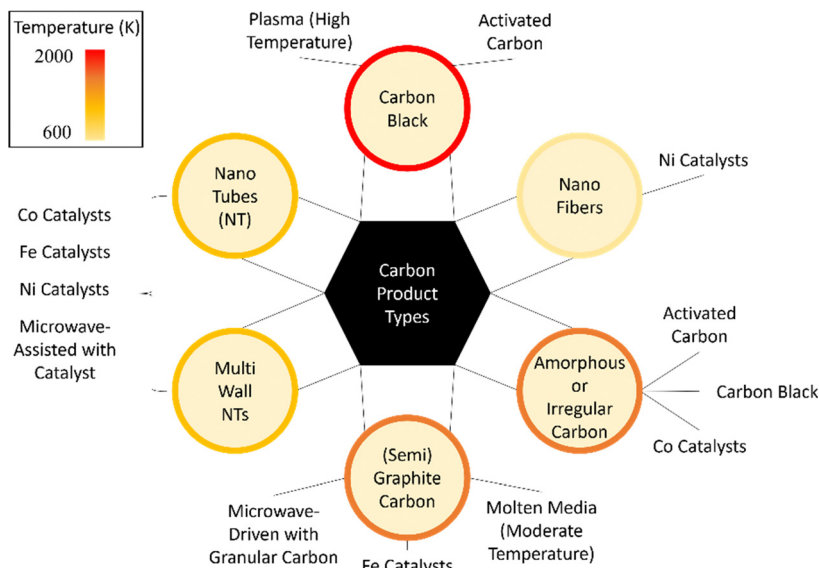 Temperature (K)
2000
600
Plasma (High
Temperature)
Activated
Carbon
Carbon
Black
Nano
Tubes
(NT)
Nano
Fibers
Ni Catalysts
Co Catalysts
Fe Catalysts
Ni Catalysts
Microwave-
Assisted with
Catalyst
Carbon
Product
Types
Multi
Wall
NTs
Amorphous
or
Irregular
Carbon
Activated
Carbon
Carbon Black
Co Catalysts
(Semi)
Graphite
Carbon
Microwave-
Driven with
Granular Carbon
Fe Catalysts
Molten Media
(Moderate
Temperature)